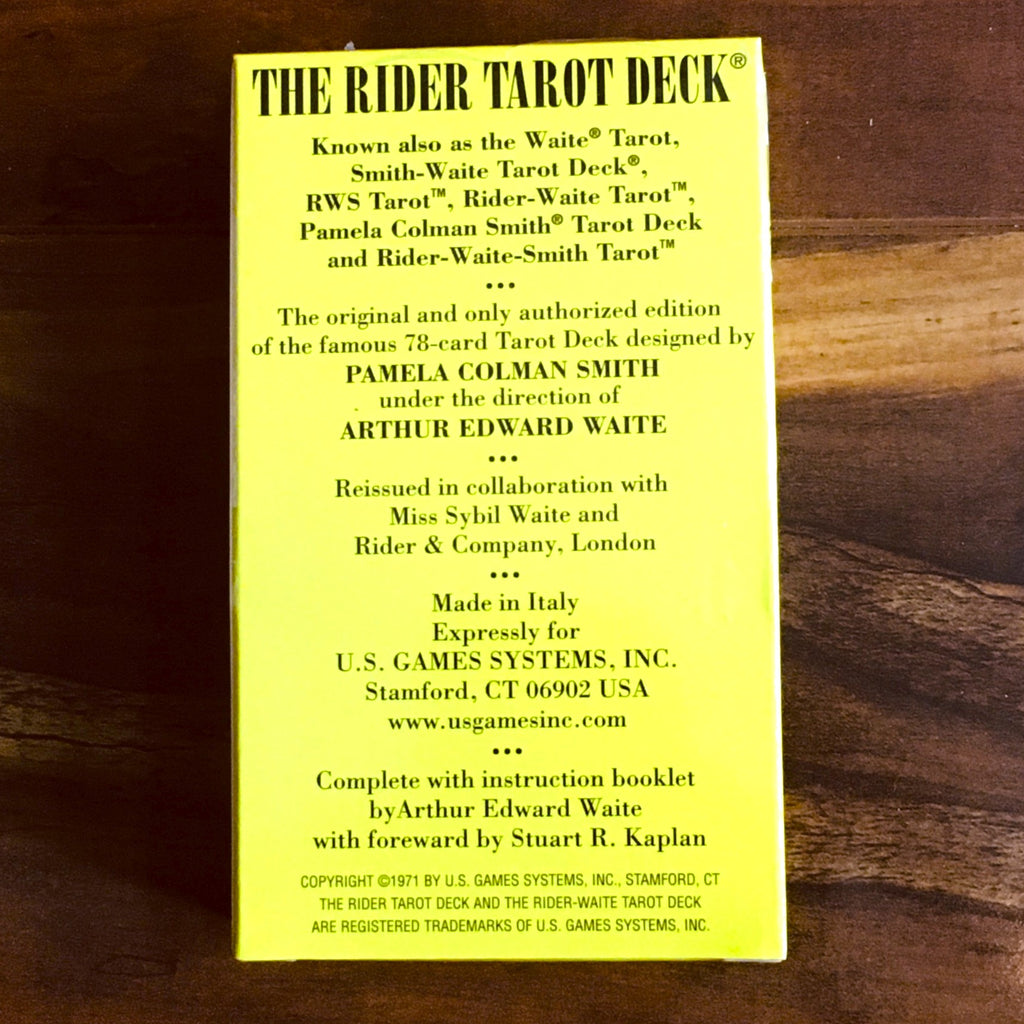 THE RIDER TAROT DECK®
Known also as the Waite® Tarot,
Smith-Waite Tarot Deck®,
RWS Tarot™, Rider-Waite Tarot™,
Pamela Colman Smith® Tarot Deck
and Rider-Waite-Smith Tarot™
•••
The original and only authorized edition
of the famous 78-card Tarot Deck designed by
PAMELA COLMAN SMITH
under the direction of
ARTHUR EDWARD WAITE
•••
Reissued in collaboration with
Miss Sybil Waite and
Rider & Company, London
•••
Made in Italy
Expressly for
U.S. GAMES SYSTEMS, INC.
Stamford, CT 06902 USA
www.usgamesinc.com
•••
Complete with instruction booklet
byArthur Edward Waite
with foreward by Stuart R. Kaplan
COPYRIGHT ©1971 BY U.S. GAMES SYSTEMS, INC., STAMFORD, CT
THE RIDER TAROT DECK AND THE RIDER-WAITE TAROT DECK
ARE REGISTERED TRADEMARKS OF U.S. GAMES SYSTEMS, INC.